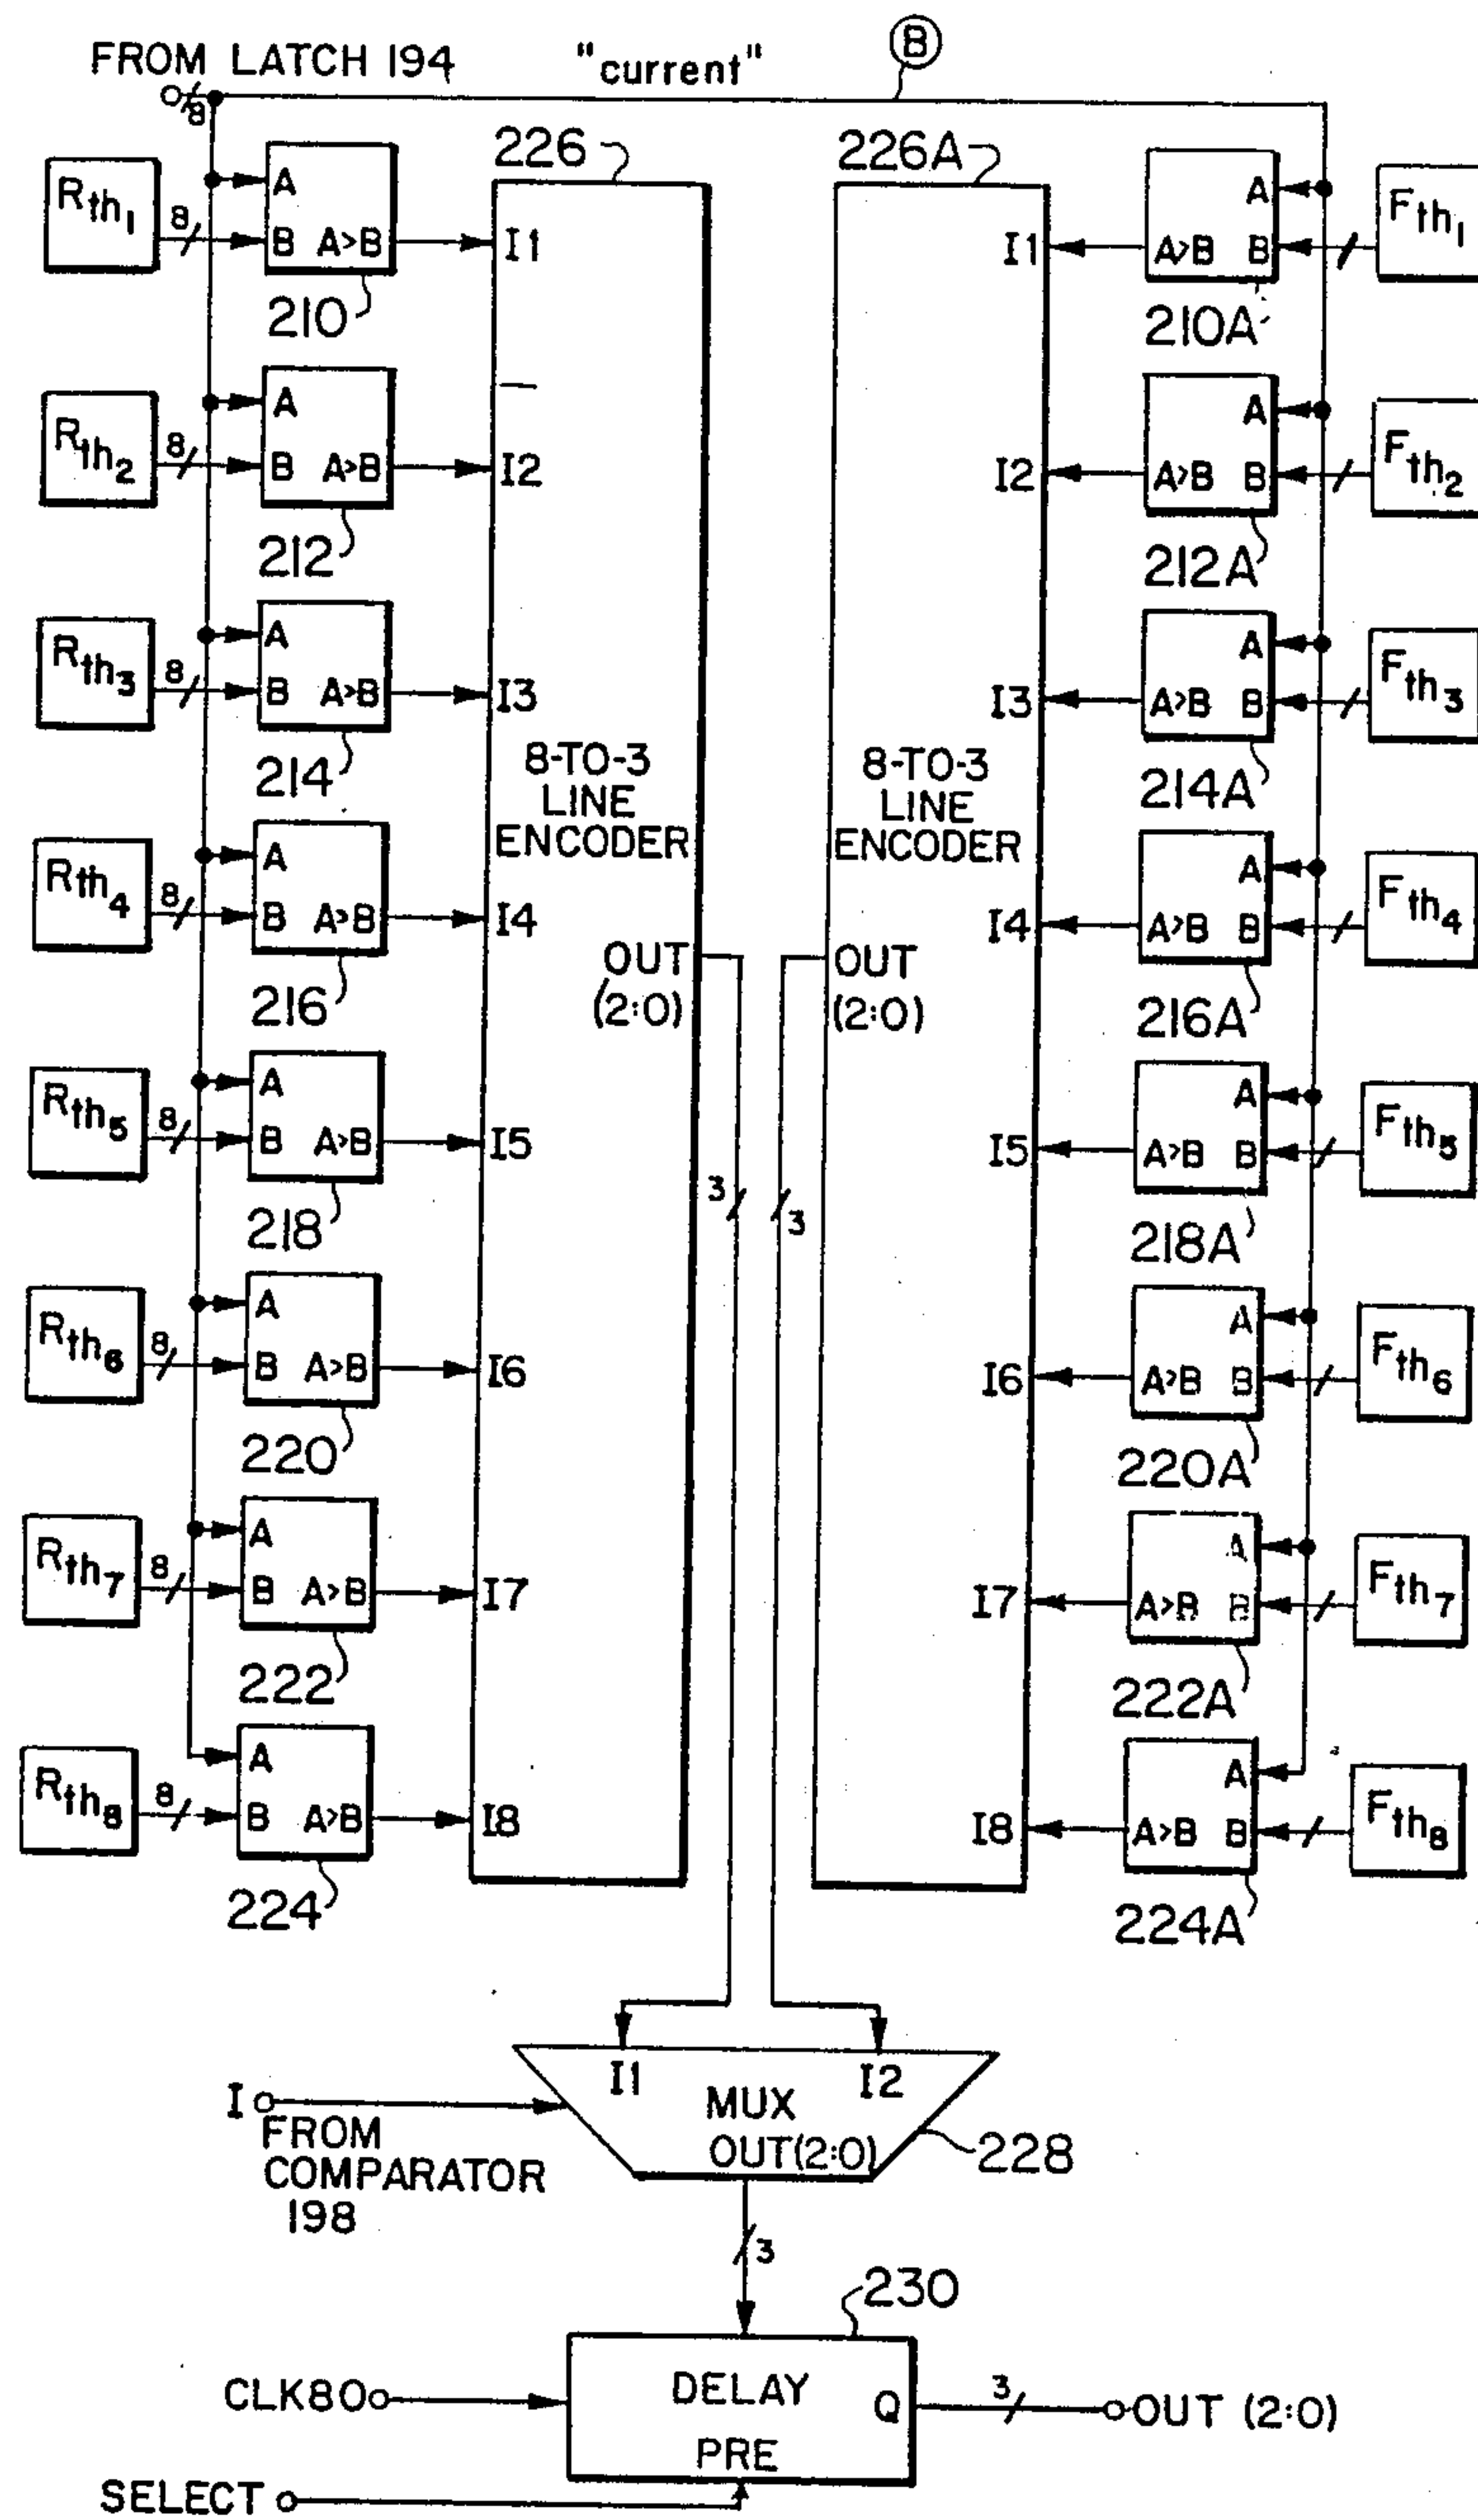 FROM LATCH 194 "current" B
8
226 226A
Rth1 8 A B A>B I1 I1 A A>B B Fth1
210 210A
Rth2 8 A B A>B I2 I2 A A>B B Fth2
212 212A
Rth3 8 A B A>B I3 I3 A A>B B Fth3
214 214A
8-TO-3 LINE ENCODER 8-TO-3 LINE ENCODER
Rth4 8 A B A>B I4 I4 A A>B B Fth4
216 216A
OUT (2:0) OUT (2:0)
Rth5 8 A B A>B I5 I5 A A>B B Fth5
218 218A
3 3
Rth6 8 A B A>B I6 I6 A A>B B Fth6
220 220A
Rth7 8 A B A>B I7 I7 A A>B B Fth7
222 222A
Rth8 8 A B A>B I8 I8 A A>B B Fth8
224 224A
I1 I2
I MUX
FROM
COMPARATOR
198
OUT(2:0) 228
3
230
CLK80 DELAY Q 3 OUT (2:0)
PRE
SELECT